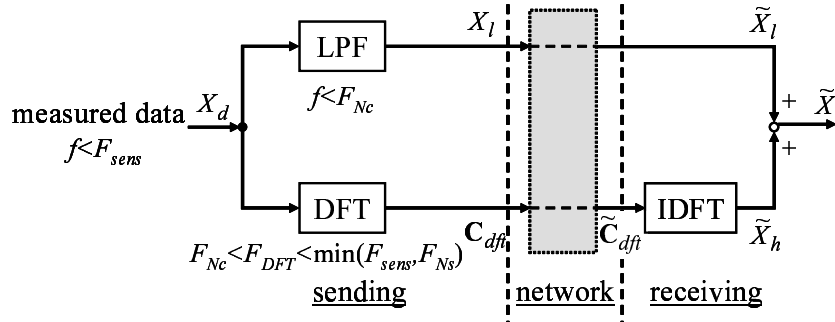 LPF
X_l
X̃_l
f<F_Nc
measured data
X_d
f<F_sens
+
X̃
+
DFT
IDFT
C_dft
C̃_dft
X̃_h
F_Nc<F_DFT<min(F_sens,F_Ns)
sending
network
receiving